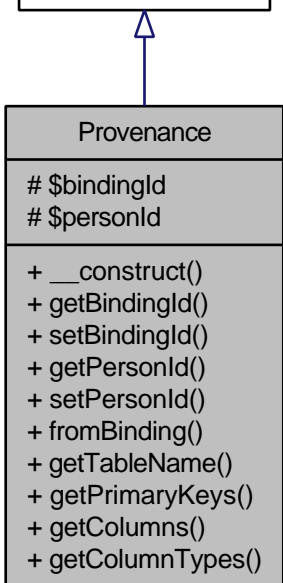 Provenance
# $bindingId
# $personId
+ __construct()
+ getBindingId()
+ setBindingId()
+ getPersonId()
+ setPersonId()
+ fromBinding()
+ getTableName()
+ getPrimaryKeys()
+ getColumns()
+ getColumnTypes()